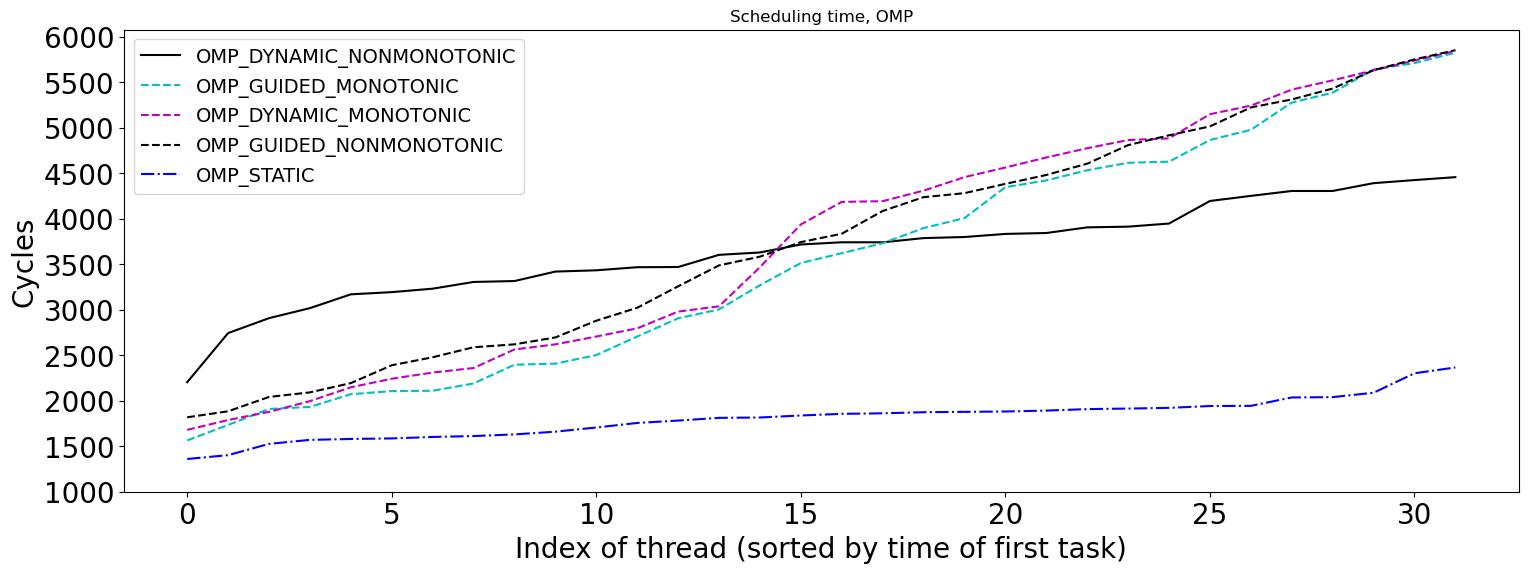 Scheduling time, OMP
6000
5500
5000
4500
4000
3500
3000
2500
2000
1500
1000
Cycles
OMP_DYNAMIC_NONMONOTONIC
OMP_GUIDED_MONOTONIC
OMP_DYNAMIC_MONOTONIC
OMP_GUIDED_NONMONOTONIC
OMP_STATIC
0 5 10 15 20 25 30
Index of thread (sorted by time of first task)